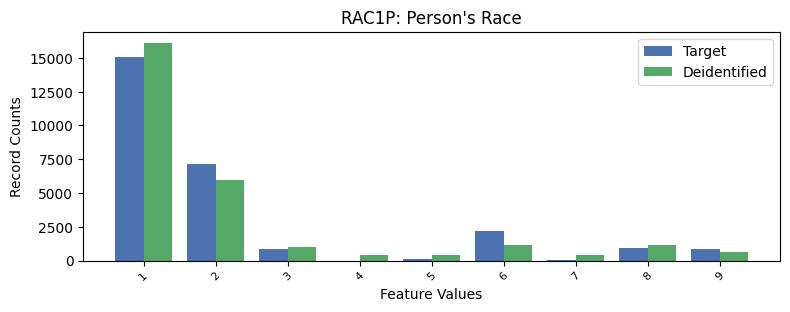 RAC1P: Person's Race
Target
Deidentified
Record Counts
15000
12500
10000
7500
5000
2500
0
1 2 3 4 5 6 7 8 9
Feature Values